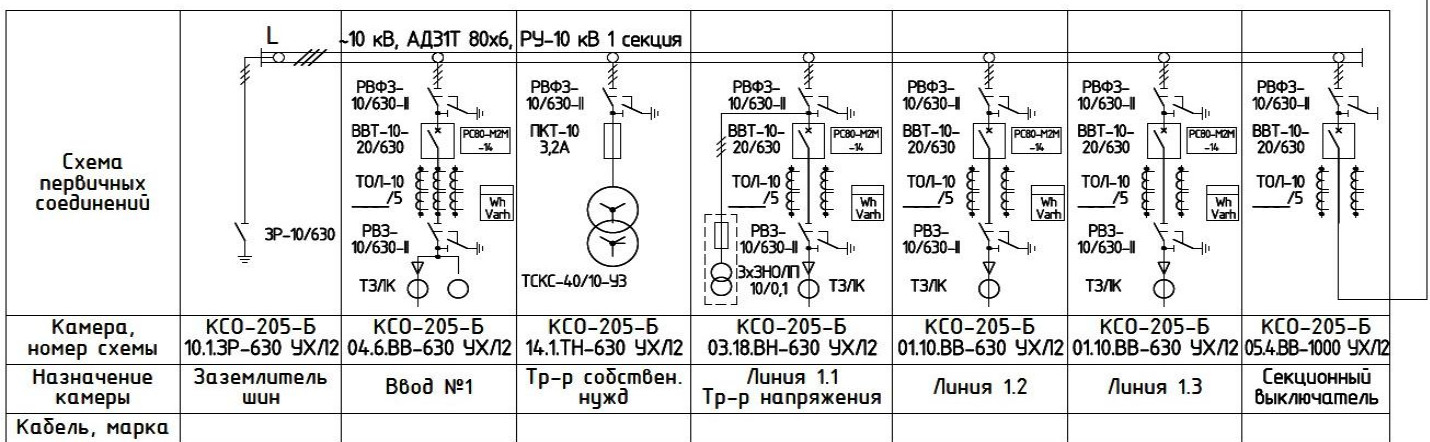 L
~10 кВ, АД31Т 80х6, РУ-10 кВ 1 секция
Схема
первичных
соединений
ЗР-10/630
РВФЗ-
10/630-II
ВВТ-10-
20/630
РС80-М2М
-14
ТОЛ-10
____/5
Wh
Varh
РВЗ-
10/630-II
ТЗЛК
РВФЗ-
10/630-II
ПКТ-10
3,2А
ТСКС-40/10-УЗ
РВФЗ-
10/630-II
ВВТ-10-
20/630
РС80-М2М
-14
ТОЛ-10
____/5
Wh
Varh
РВЗ-
10/630-II
3хЗНОЛП
10/0,1
ТЗЛК
РВФЗ-
10/630-II
ВВТ-10-
20/630
РС80-М2М
-14
ТОЛ-10
____/5
Wh
Varh
РВЗ-
10/630-II
ТЗЛК
РВФЗ-
10/630-II
ВВТ-10-
20/630
РС80-М2М
-14
ТОЛ-10
____/5
Wh
Varh
РВЗ-
10/630-II
ТЗЛК
РВФЗ-
10/630-II
ВВТ-10-
20/630
ТОЛ-10
____/5
Камера,
номер схемы
КСО-205-Б
10.1.ЗР-630 УХЛ2
КСО-205-Б
04.6.ВВ-630 УХЛ2
КСО-205-Б
14.1.ТН-630 УХЛ2
КСО-205-Б
03.18.ВН-630 УХЛ2
КСО-205-Б
01.10.ВВ-630 УХЛ2
КСО-205-Б
01.10.ВВ-630 УХЛ2
КСО-205-Б
05.4.ВВ-1000 УХЛ2
Назначение
камеры
Заземлитель
шин
Ввод №1
Тр-р собствен.
нужд
Линия 1.1
Тр-р напряжения
Линия 1.2
Линия 1.3
Секционный
выключатель
Кабель, марка